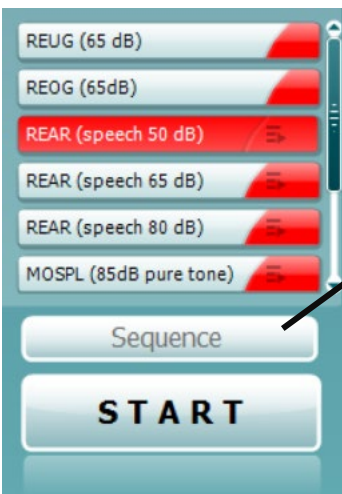 REUG (65 dB)
REOG (65dB)
REAR (speech 50 dB)
REAR (speech 65 dB)
REAR (speech 80 dB)
MOSPL (85dB pure tone)
Sequence
START